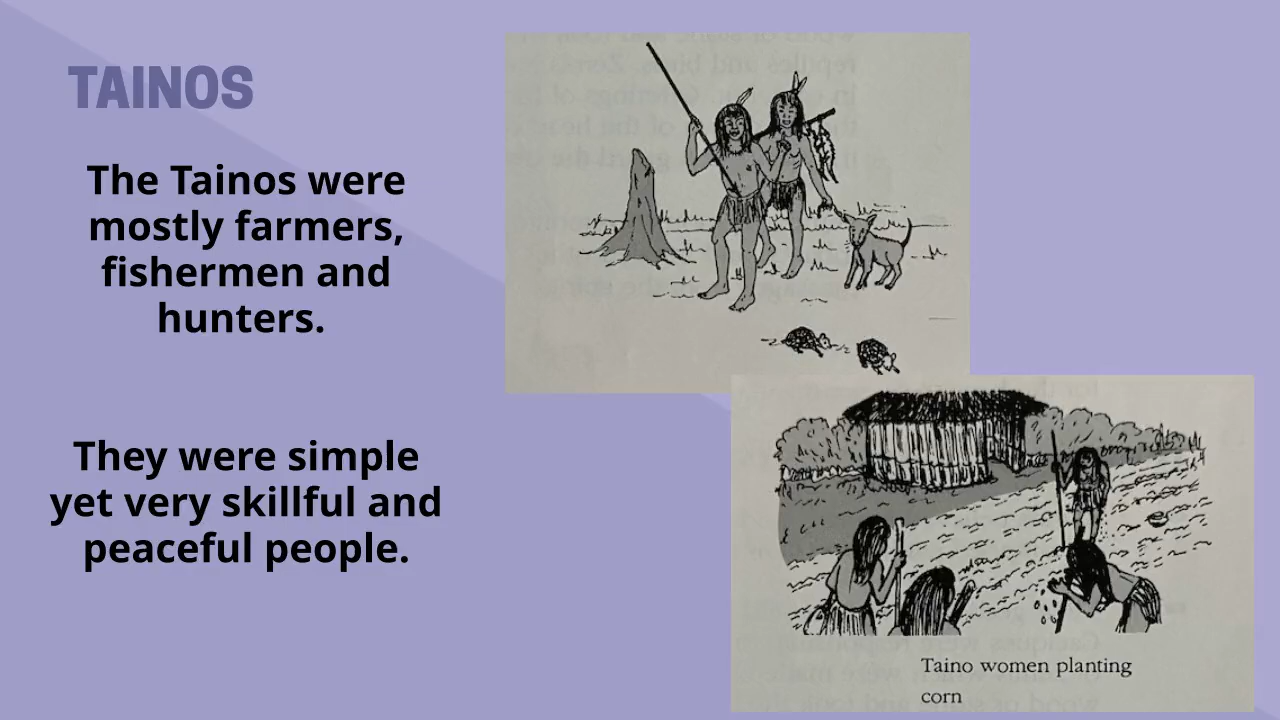 TAINOS
The Tainos were
mostly farmers,
fishermen and
hunters.
They were simple
yet very skillful and
peaceful people.
Taino women planting
corn